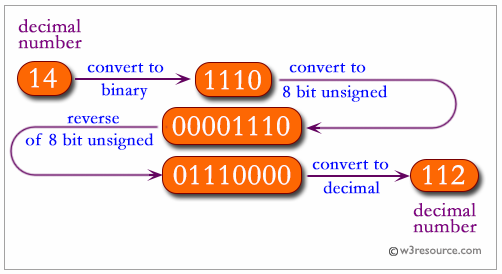 decimal
number
14
convert to
binary
1110
convert to
8 bit unsigned
00001110
reverse
of 8 bit unsigned
01110000
convert to
decimal
112
decimal
number
© w3resource.com